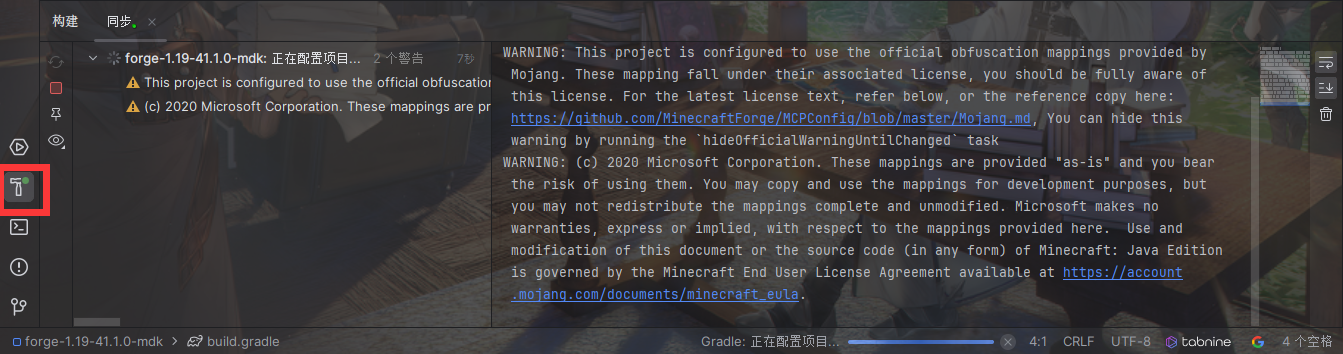 构建 同步
forge-1.19-41.1.0-mdk: 正在配置项目... 2 个警告 7秒
This project is configured to use the official obfuscation
(c) 2020 Microsoft Corporation. These mappings are pr
WARNING: This project is configured to use the official obfuscation mappings provided by
Mojang. These mapping fall under their associated license, you should be fully aware of
this license. For the latest license text, refer below, or the reference copy here:
https://github.com/MinecraftForge/MCPConfig/blob/master/Mojang.md, You can hide this
warning by running the `hideOfficialWarningUntilChanged` task
WARNING: (c) 2020 Microsoft Corporation. These mappings are provided "as-is" and you bear
the risk of using them. You may copy and use the mappings for development purposes, but
you may not redistribute the mappings complete and unmodified. Microsoft makes no
warranties, express or implied, with respect to the mappings provided here.  Use and
modification of this document or the source code (in any form) of Minecraft: Java Edition
is governed by the Minecraft End User License Agreement available at https://account
.mojang.com/documents/minecraft_eula.
forge-1.19-41.1.0-mdk > build.gradle Gradle: 正在配置项目... 4:1 CRLF UTF-8 tabnine 4 个空格